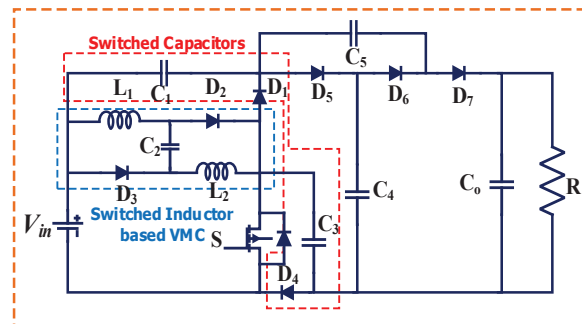 Switched Capacitors
C5
L1
C1
D2
D1
D5
D6
D7
C2
D3
L2
C4
Co
R
Vin
Switched Inductor
based VMC
S
C3
D4